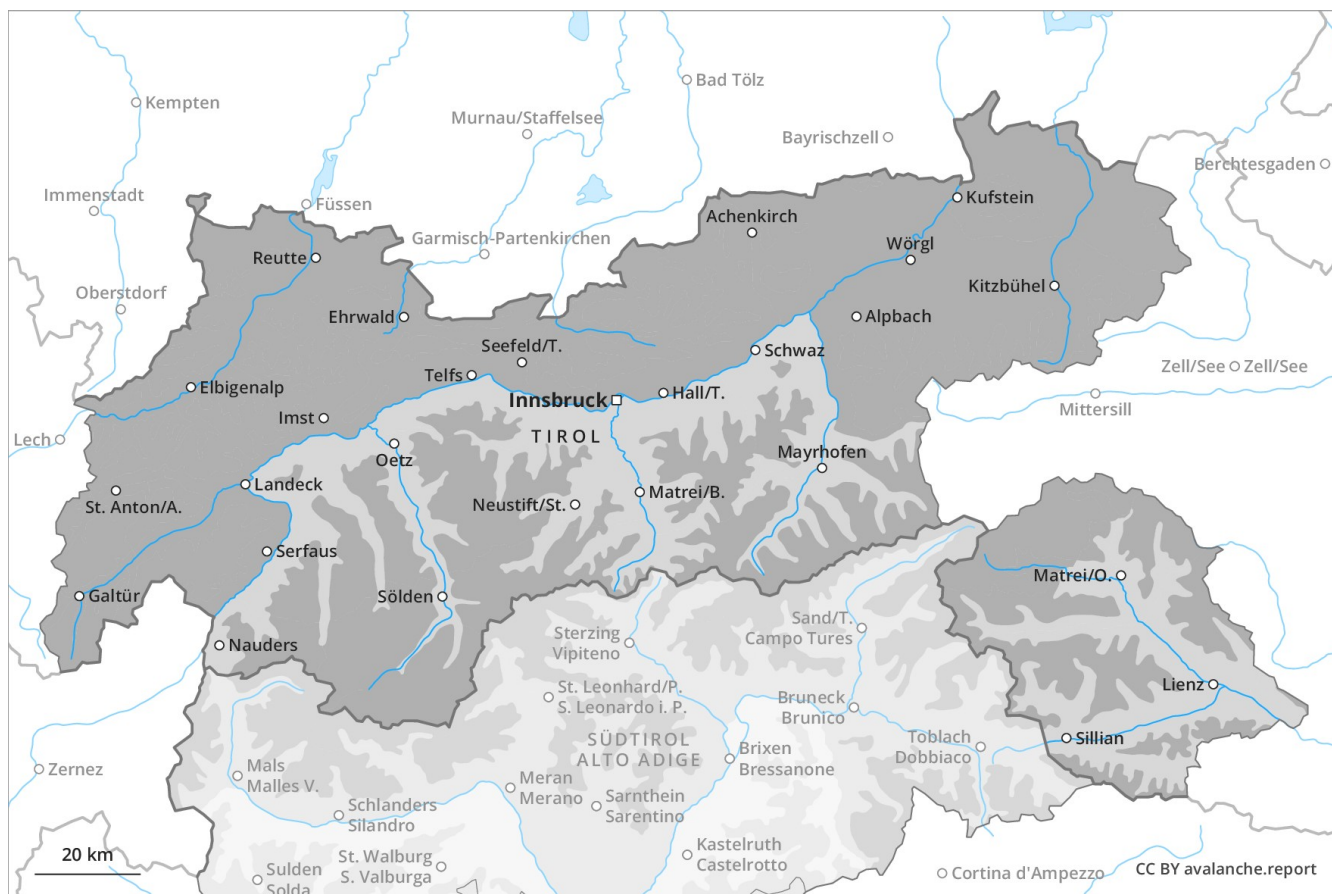 Kempten
Bad Tölz
Murnau/Staffelsee
Bayrischzell
Berchtesgaden
Immenstadt
Füssen
Kufstein
Achenkirch
Garmisch-Partenkirchen
Wörgl
Reutte
Oberstdorf
Kitzbühel
Ehrwald
Alpbach
Seefeld/T.
Schwaz
Zell/See
Zell/See
Telfs
Elbigenalp
Hall/T.
Innsbruck
Mittersill
Imst
Lech
TIROL
Oetz
Mayrhofen
Landeck
Matrei/B.
St. Anton/A.
Neustift/St.
Serfaus
Matrei/O.
Galtür
Sölden
Sand/T.
Campo Tures
Sterzing
Vipiteno
Nauders
Lienz
St. Leonhard/P.
S. Leonardo i. P.
Bruneck
Brunico
Sillian
SÜDTIROL
ALTO ADIGE
Toblach
Dobbiaco
Brixen
Bressanone
Zernez
Mals
Malles V.
Meran
Merano
Sarnthein
Sarentino
Schlanders
Silandro
Kastelruth
Castelrotto
20 km
St. Walburg
S. Valburga
Sulden
Solda
Cortina d'Ampezzo
CC BY avalanche.report